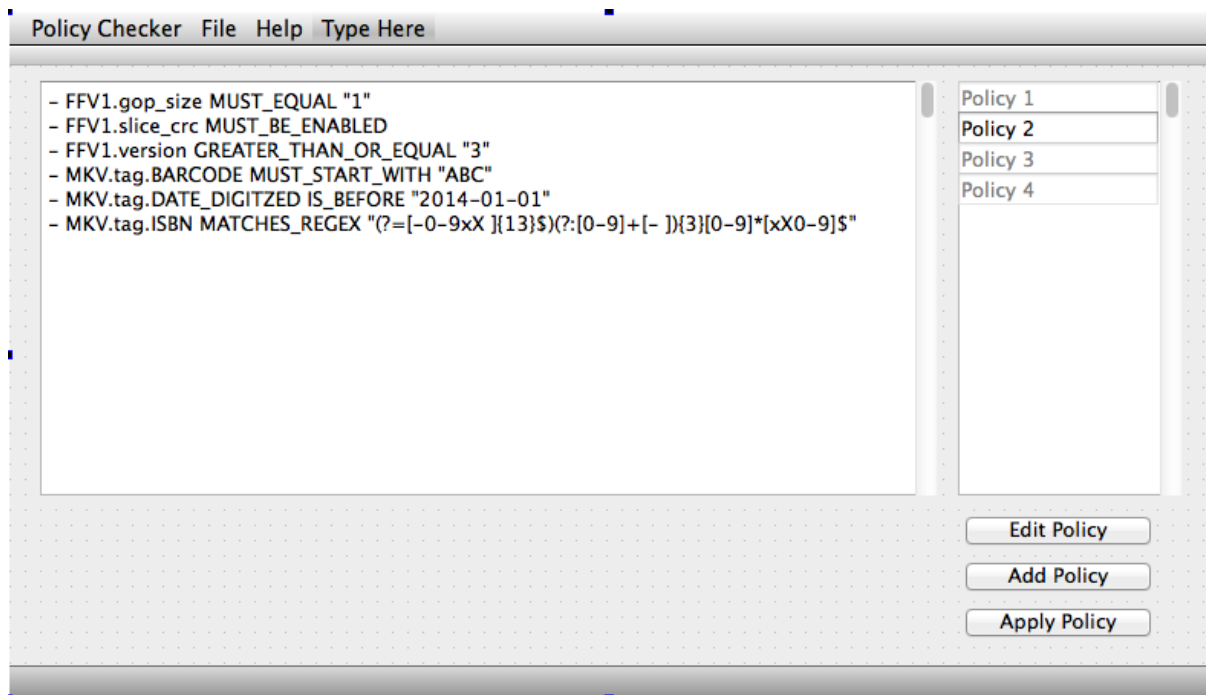 Policy Checker File Help Type Here
– FFV1.gop_size MUST_EQUAL "1"
– FFV1.slice_crc MUST_BE_ENABLED
– FFV1.version GREATER_THAN_OR_EQUAL "3"
– MKV.tag.BARCODE MUST_START_WITH "ABC"
– MKV.tag.DATE_DIGITZED IS_BEFORE "2014-01-01"
– MKV.tag.ISBN MATCHES_REGEX "(?=[-0-9xX ]{13}$)(?:[0-9]+[- ]){3}[0-9]*[xX0-9]$"
Policy 1
Policy 2
Policy 3
Policy 4
Edit Policy
Add Policy
Apply Policy